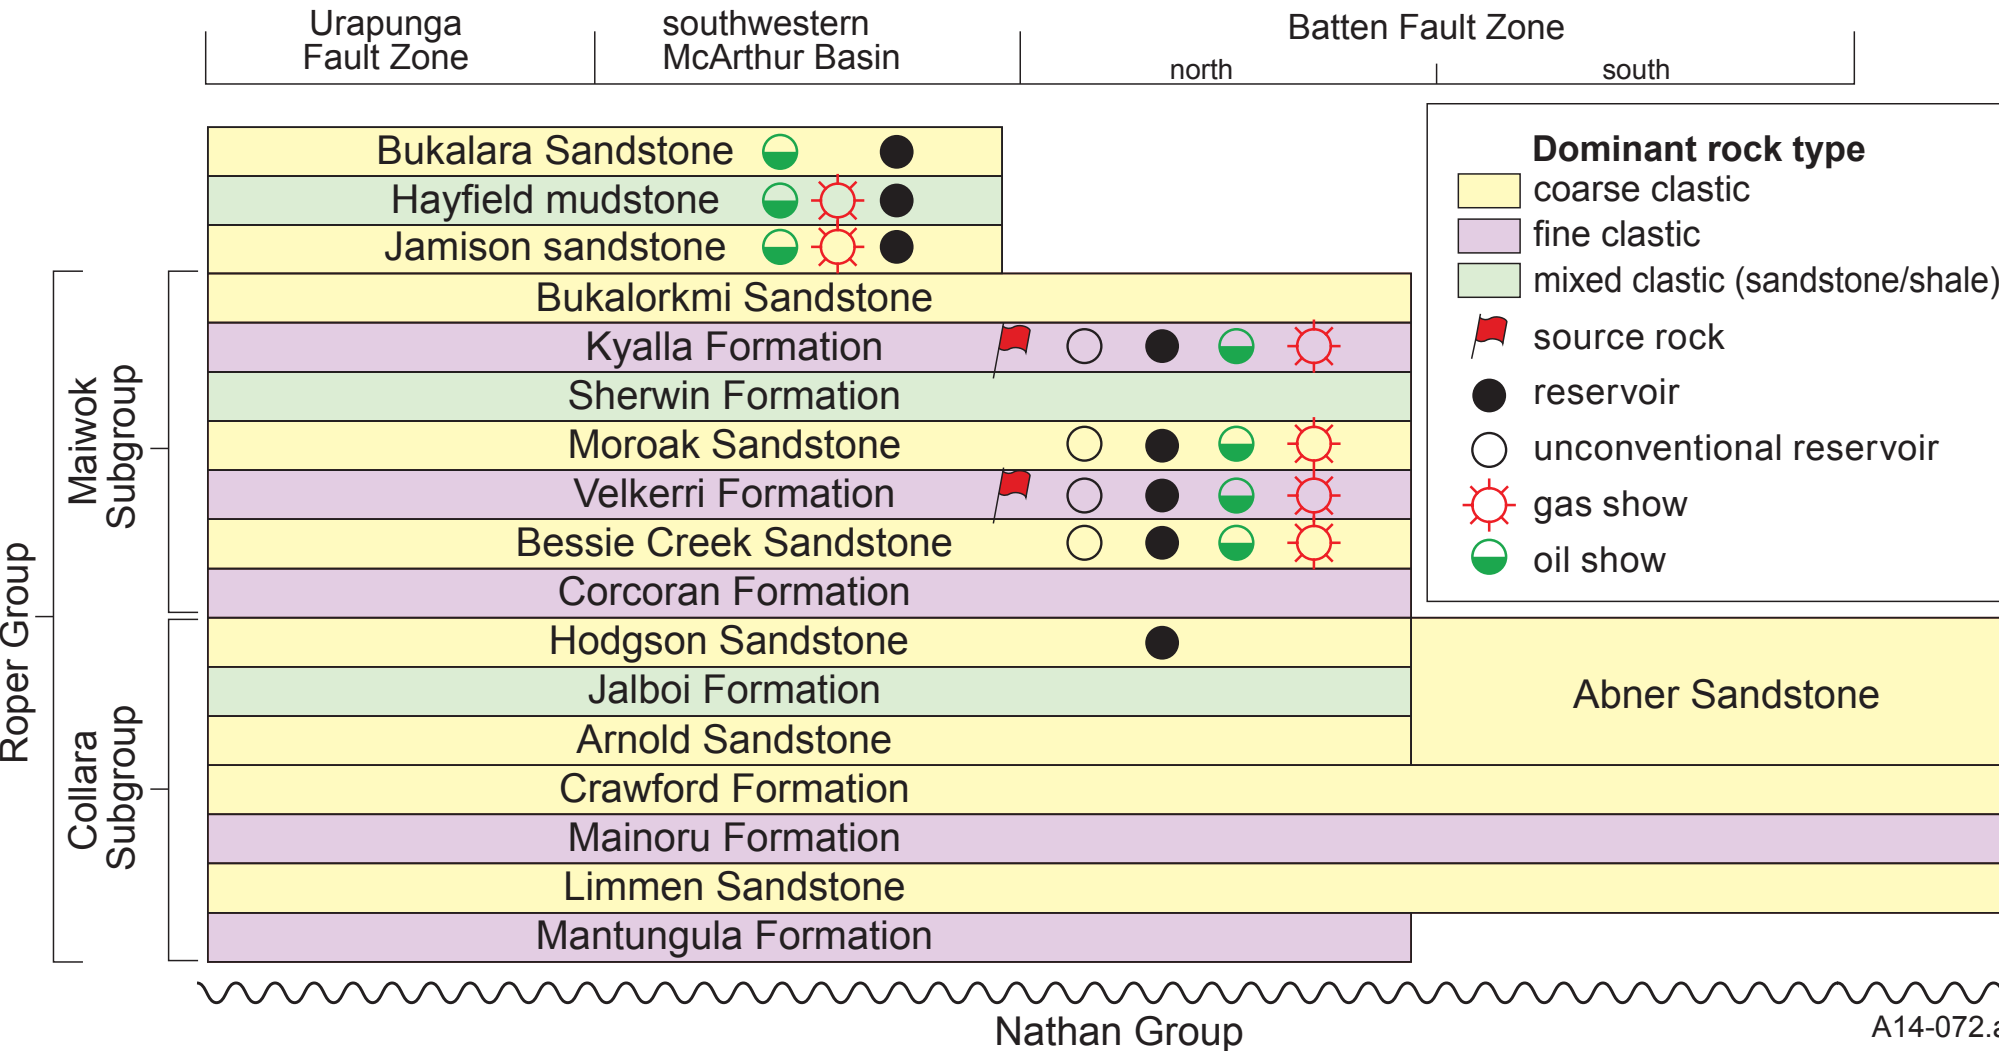 Urapunga
Fault Zone
southwestern
McArthur Basin
Batten Fault Zone
north
south
Bukalara Sandstone
Hayfield mudstone
Jamison sandstone
Bukalorkmi Sandstone
Kyalla Formation
Sherwin Formation
Moroak Sandstone
Velkerri Formation
Bessie Creek Sandstone
Corcoran Formation
Hodgson Sandstone
Jalboi Formation
Arnold Sandstone
Crawford Formation
Mainoru Formation
Limmen Sandstone
Mantungula Formation
Abner Sandstone
Roper Group
Maiwok
Subgroup
Collara
Subgroup
Dominant rock type
coarse clastic
fine clastic
mixed clastic (sandstone/shale)
source rock
reservoir
unconventional reservoir
gas show
oil show
Nathan Group
A14-072.a